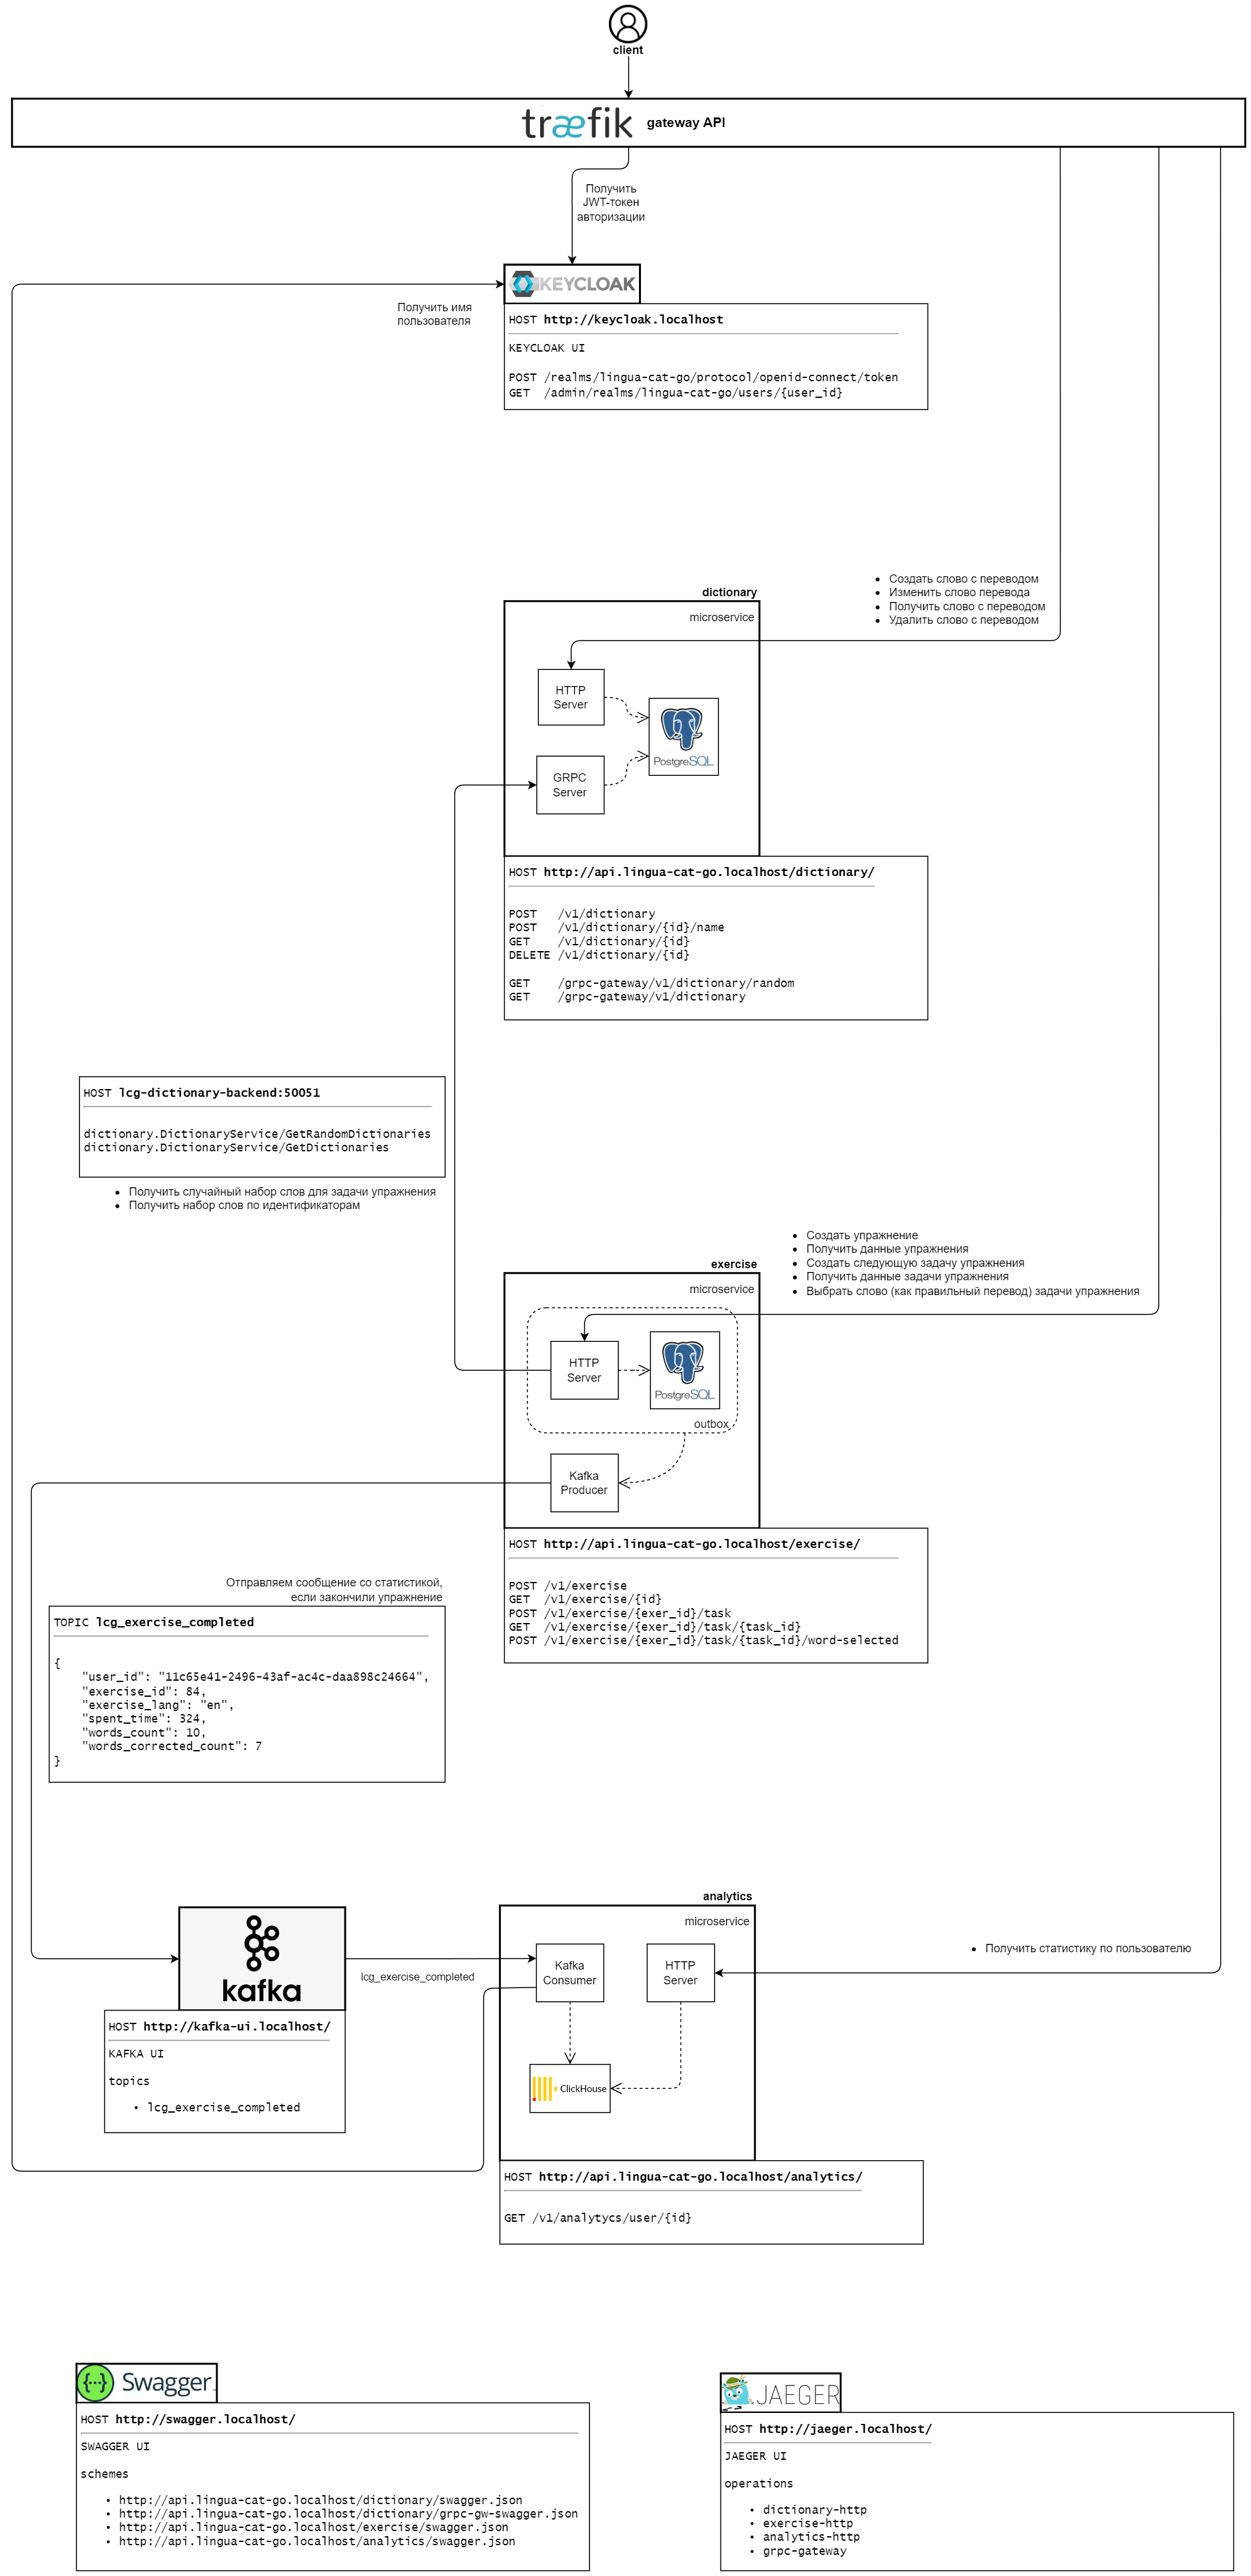 client
træfik gateway API
Получить
JWT-токен
авторизации
KEYCLOAK
Получить имя
пользователя
HOST http://keycloak.localhost
KEYCLOAK UI
POST /realms/lingua-cat-go/protocol/openid-connect/token
GET /admin/realms/lingua-cat-go/users/{user_id}
• Создать слово с переводом
• Изменить слово перевода
• Получить слово с переводом
• Удалить слово с переводом
dictionary
microservice
HTTP
Server
PostgreSQL
GRPC
Server
HOST http://api.lingua-cat-go.localhost/dictionary/
POST /v1/dictionary
POST /v1/dictionary/{id}/name
GET /v1/dictionary/{id}
DELETE /v1/dictionary/{id}
GET /grpc-gateway/v1/dictionary/random
GET /grpc-gateway/v1/dictionary
HOST lcg-dictionary-backend:50051
dictionary.DictionaryService/GetRandomDictionaries
dictionary.DictionaryService/GetDictionaries
• Получить случайный набор слов для задачи упражнения
• Получить набор слов по идентификаторам
• Создать упражнение
• Получить данные упражнения
• Создать следующую задачу упражнения
• Получить данные задачи упражнения
• Выбрать слово (как правильный перевод) задачи упражнения
exercise
microservice
HTTP
Server
PostgreSQL
outbox
Kafka
Producer
HOST http://api.lingua-cat-go.localhost/exercise/
POST /v1/exercise
GET /v1/exercise/{id}
POST /v1/exercise/{exer_id}/task
GET /v1/exercise/{exer_id}/task/{task_id}
POST /v1/exercise/{exer_id}/task/{task_id}/word-selected
Отправляем сообщение со статистикой,
если закончили упражнение
TOPIC lcg_exercise_completed
{
"user_id": "11c65e41-2496-43af-ac4c-daa898c24664",
"exercise_id": 84,
"exercise_lang": "en",
"spent_time": 324,
"words_count": 10,
"words_corrected_count": 7
}
kafka
lcg_exercise_completed
HOST http://kafka-ui.localhost/
KAFKA UI
topics
• lcg_exercise_completed
analytics
microservice
Kafka
Consumer
HTTP
Server
ClickHouse
• Получить статистику по пользователю
HOST http://api.lingua-cat-go.localhost/analytics/
GET /v1/analytycs/user/{id}
Swagger
HOST http://swagger.localhost/
SWAGGER UI
schemes
• http://api.lingua-cat-go.localhost/dictionary/swagger.json
• http://api.lingua-cat-go.localhost/dictionary/grpc-gw-swagger.json
• http://api.lingua-cat-go.localhost/exercise/swagger.json
• http://api.lingua-cat-go.localhost/analytics/swagger.json
JAEGER
HOST http://jaeger.localhost/
JAEGER UI
operations
• dictionary-http
• exercise-http
• analytics-http
• grpc-gateway